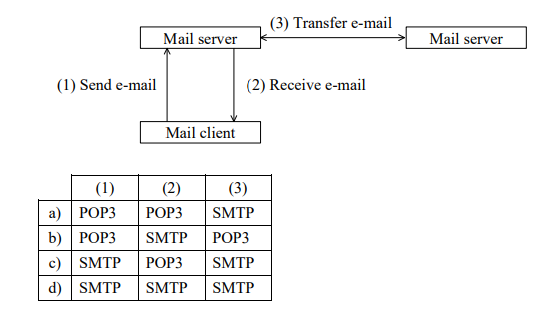 (3) Transfer e-mail
Mail server
Mail server
(1) Send e-mail
(2) Receive e-mail
Mail client
(1) (2) (3)
a) POP3 POP3 SMTP
b) POP3 SMTP POP3
c) SMTP POP3 SMTP
d) SMTP SMTP SMTP